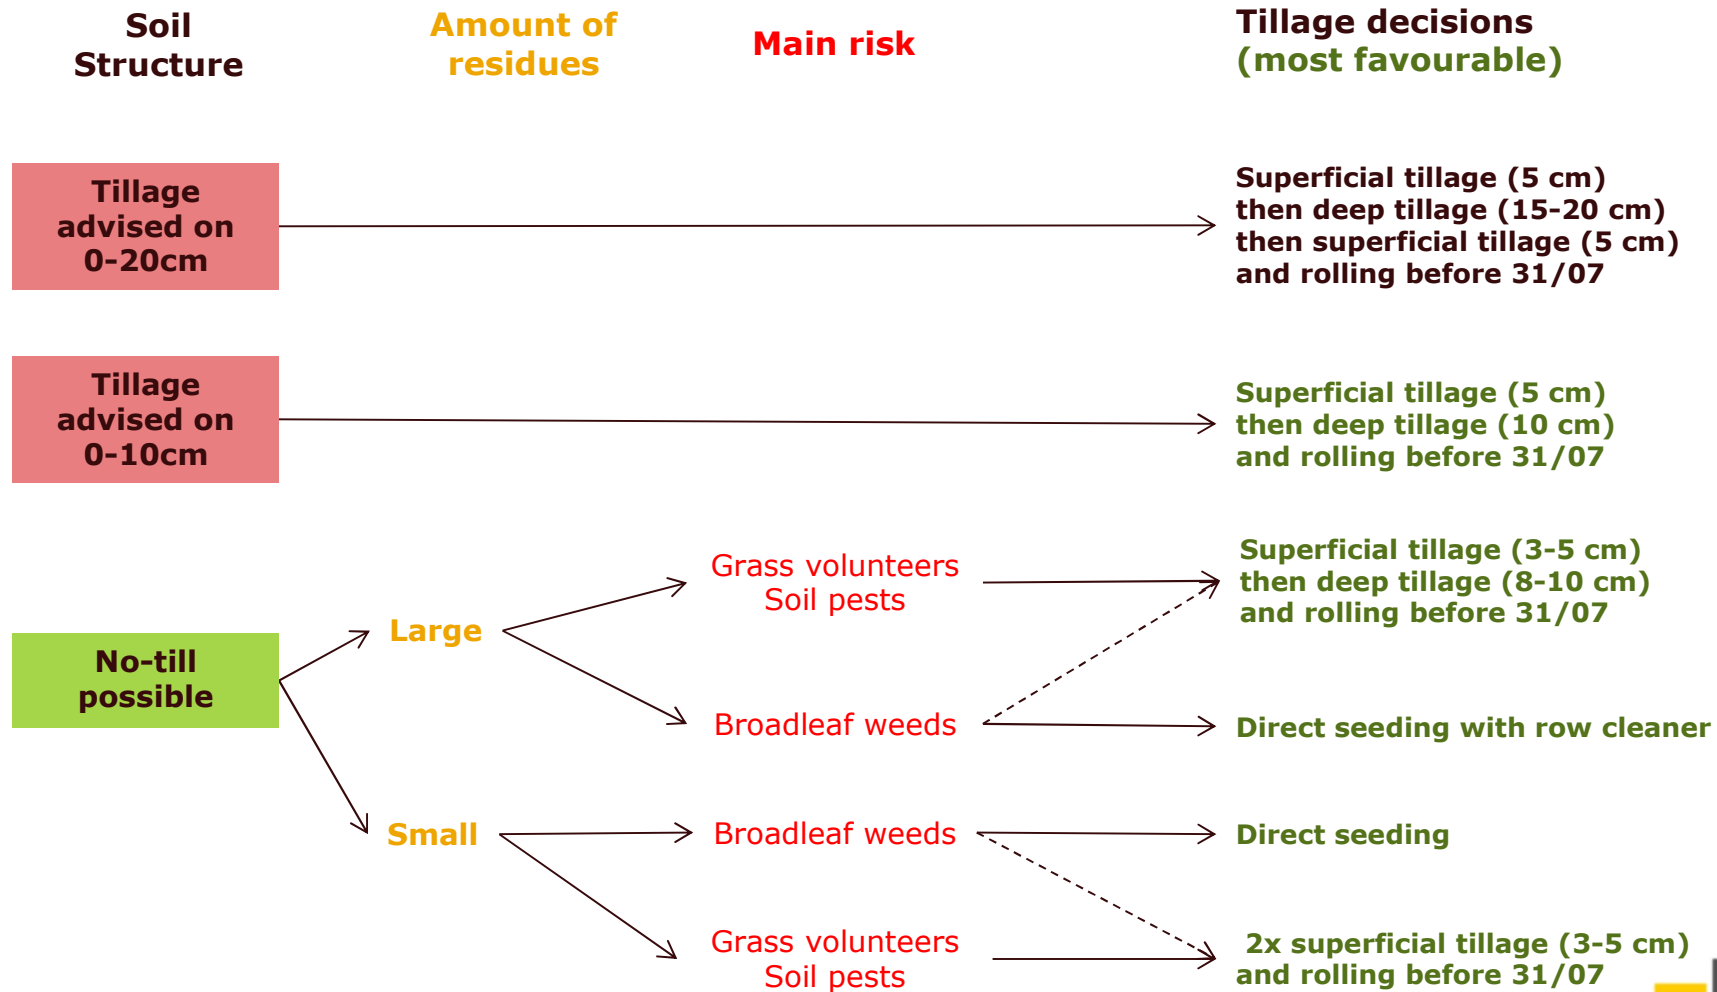 Soil
Structure
Amount of
residues
Main risk
Tillage decisions
(most favourable)
Tillage
advised on
0-20cm
Superficial tillage (5 cm)
then deep tillage (15-20 cm)
then superficial tillage (5 cm)
and rolling before 31/07
Tillage
advised on
0-10cm
Superficial tillage (5 cm)
then deep tillage (10 cm)
and rolling before 31/07
No-till
possible
Large
Grass volunteers
Soil pests
Superficial tillage (3-5 cm)
then deep tillage (8-10 cm)
and rolling before 31/07
Broadleaf weeds
Direct seeding with row cleaner
Small
Broadleaf weeds
Direct seeding
Grass volunteers
Soil pests
2x superficial tillage (3-5 cm)
and rolling before 31/07